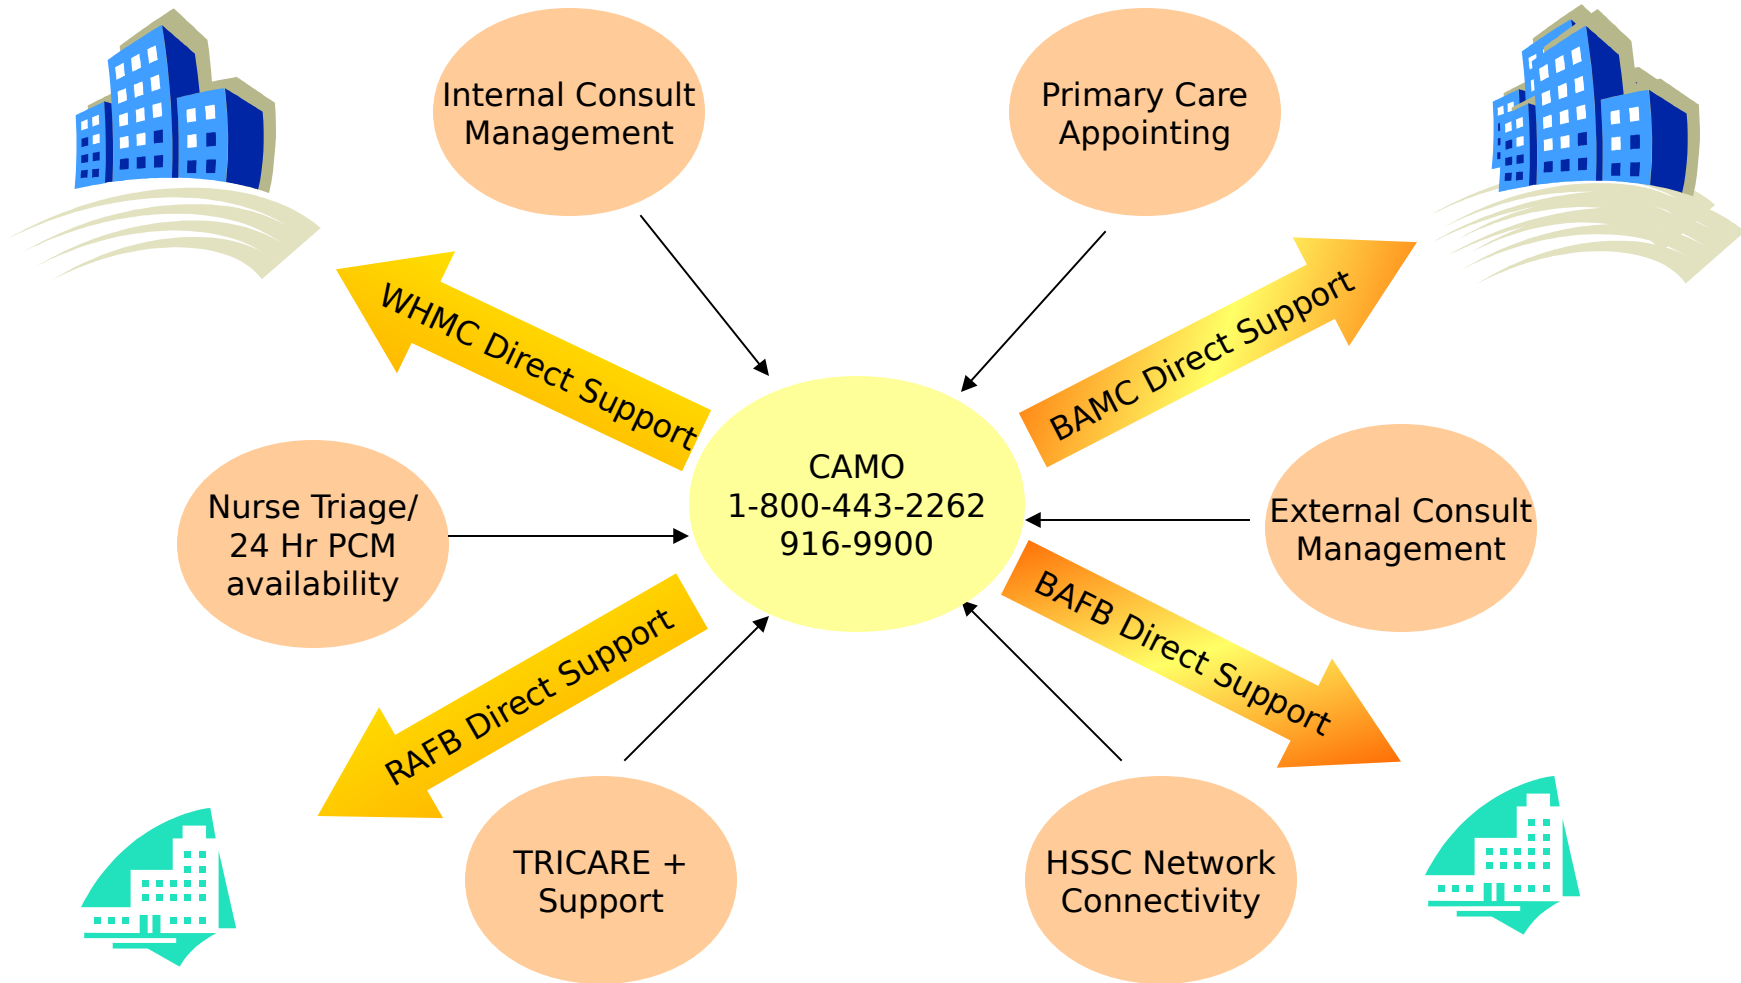 Internal Consult
Management
Primary Care
Appointing
WHMC Direct Support
BAMC Direct Support
CAMO
1-800-443-2262
916-9900
Nurse Triage/
24 Hr PCM
availability
External Consult
Management
RAFB Direct Support
BAFB Direct Support
TRICARE +
Support
HSSC Network
Connectivity